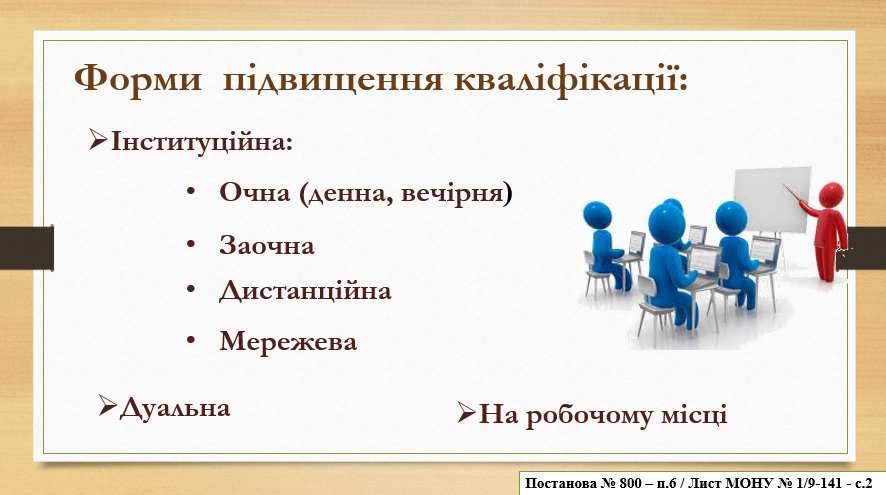 Форми підвищення кваліфікації:
Інституційна:
• Очна (денна, вечірня)
• Заочна
• Дистанційна
• Мережева
Дуальна
На робочому місці
Постанова № 800 – п.6 / Лист МОНУ № 1/9-141 - с.2